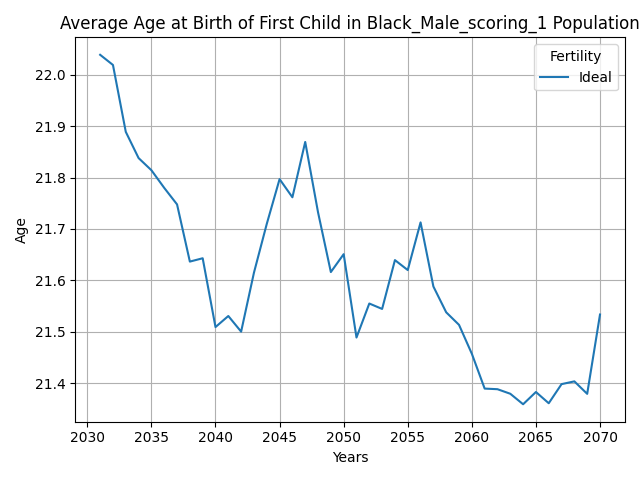 Average Age at Birth of First Child in Black_Male_scoring_1 Population
Fertility
Ideal
22.0
21.9
21.8
21.7
21.6
21.5
21.4
Age
2030 2035 2040 2045 2050 2055 2060 2065 2070
Years